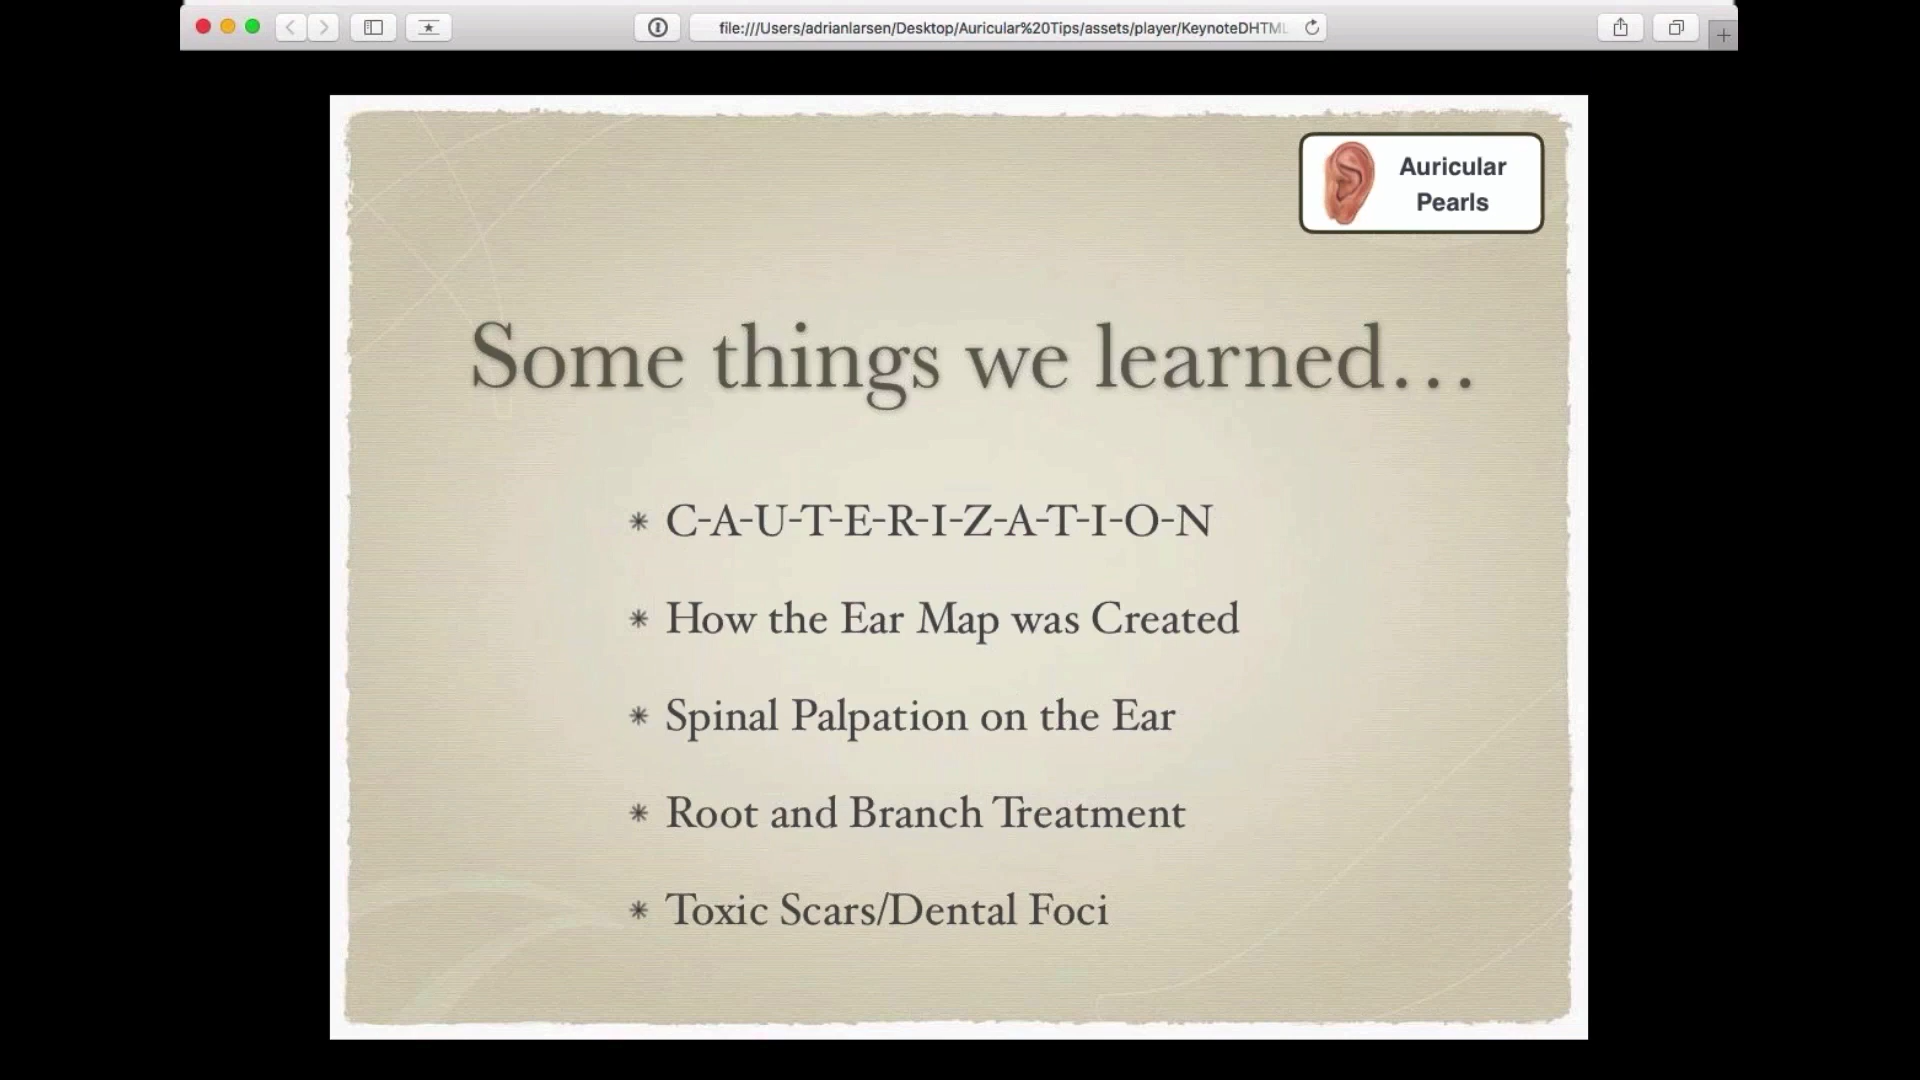 file:///Users/adrianlarsen/Desktop/Auricular%20Tips/assets/player/KeynoteDHTML
Auricular
Pearls
Some things we learned…
C-A-U-T-E-R-I-Z-A-T-I-O-N
How the Ear Map was Created
Spinal Palpation on the Ear
Root and Branch Treatment
Toxic Scars/Dental Foci